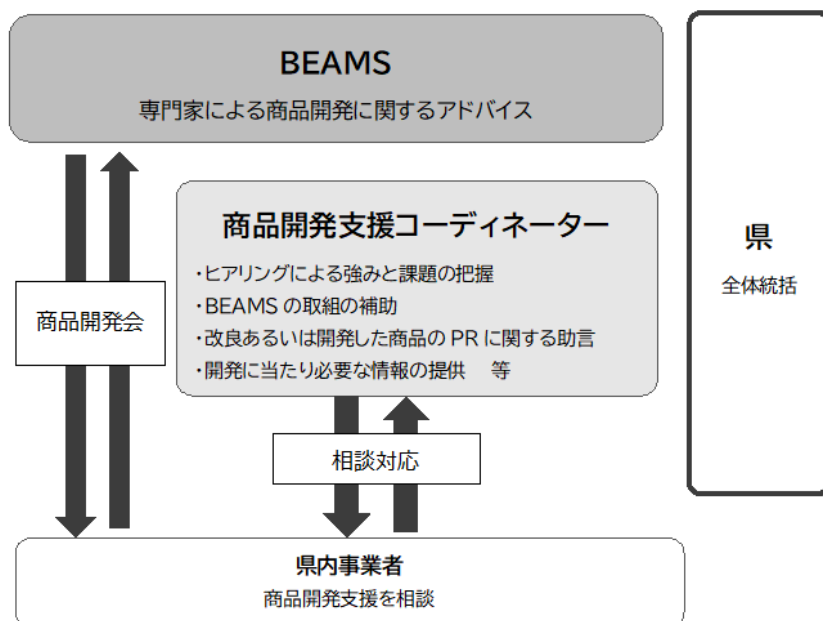 BEAMS
専門家による商品開発に関するアドバイス
商品開発支援コーディネーター
・ヒアリングによる強みと課題の把握
・BEAMS の取組の補助
・改良あるいは開発した商品の PR に関する助言
・開発に当たり必要な情報の提供　等
県
全体統括
商品開発会
相談対応
県内事業者
商品開発支援を相談